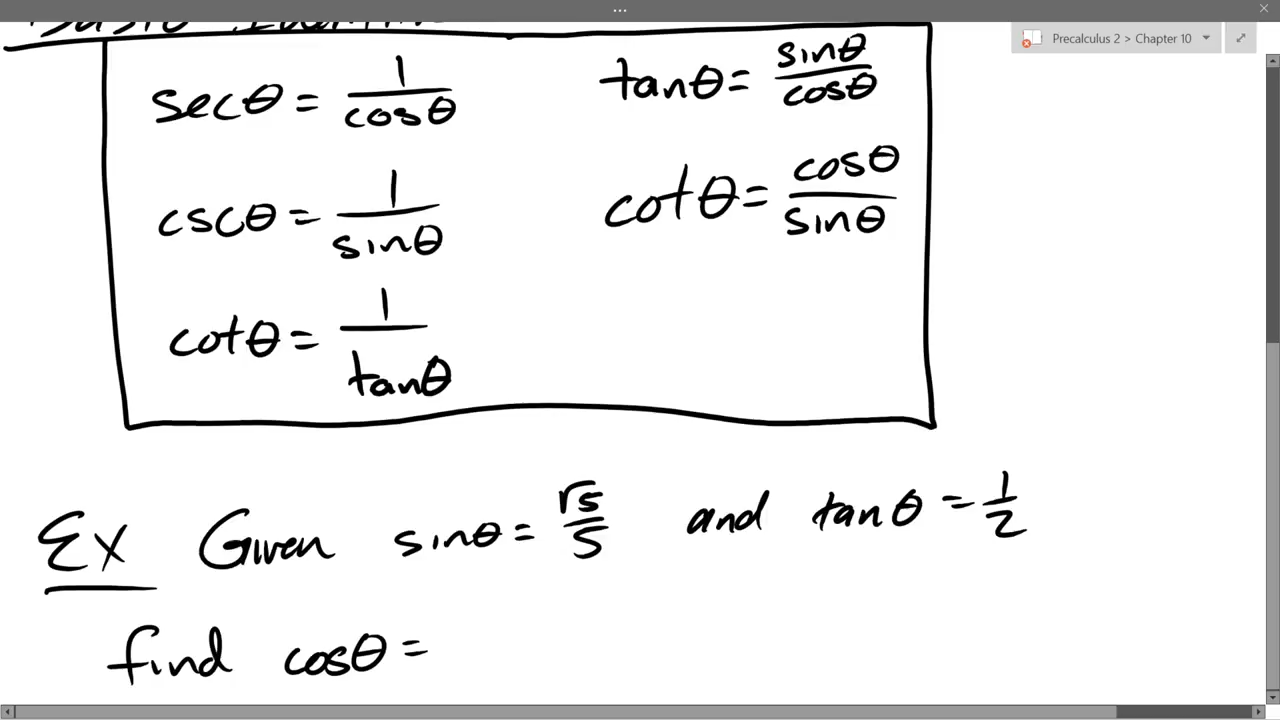 ...
Precalculus 2 > Chapter 10
Basic
secθ = 1/cosθ
tanθ = sinθ/cosθ
cscθ = 1/sinθ
cotθ = cosθ/sinθ
cotθ = 1/tanθ
Ex Given sinθ = √5/5 and tanθ = 1/2
find cosθ =